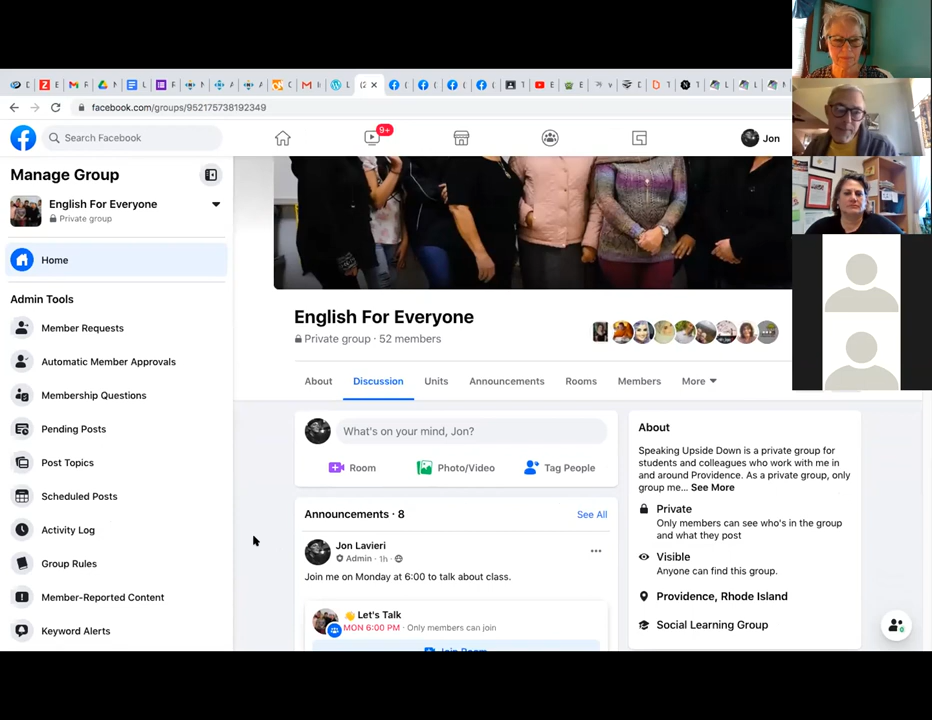 facebook.com/groups/952175738192349
Search Facebook
9+
Jon
Manage Group
English For Everyone
Private group
Home
Admin Tools
Member Requests
Automatic Member Approvals
Membership Questions
Pending Posts
Post Topics
Scheduled Posts
Activity Log
Group Rules
Member-Reported Content
Keyword Alerts
English For Everyone
Private group · 52 members
About
Discussion
Units
Announcements
Rooms
Members
More
What's on your mind, Jon?
Room
Photo/Video
Tag People
Announcements · 8
See All
Jon Lavieri
Admin · 1h ·
Join me on Monday at 6:00 to talk about class.
👋 Let's Talk
MON 6:00 PM · Only members can join
Join Room
About
Speaking Upside Down is a private group for
students and colleagues who work with me in
and around Providence. As a private group, only
group me... See More
Private
Only members can see who's in the group
and what they post
Visible
Anyone can find this group.
Providence, Rhode Island
Social Learning Group